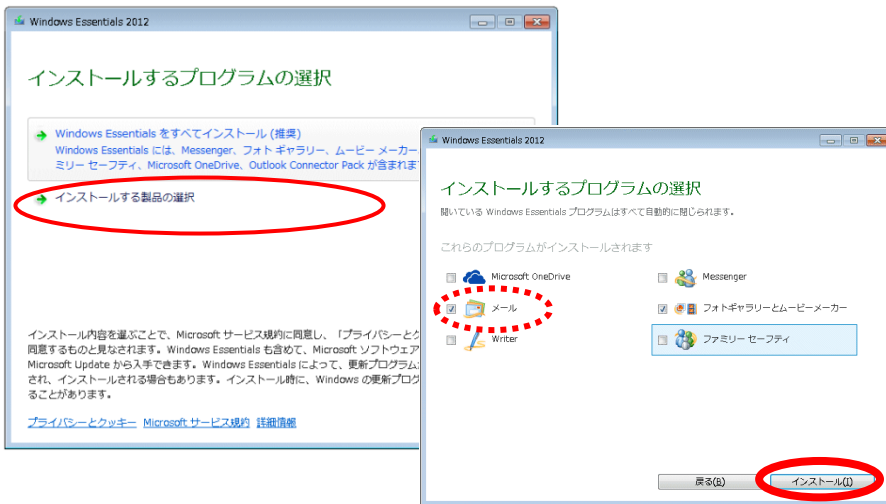 Windows Essentials 2012
インストールするプログラムの選択
Windows Essentials をすべてインストール (推奨)
Windows Essentials には、Messenger、フォト ギャラリー、ムービー メーカー
ミリー セーフティ、Microsoft OneDrive、Outlook Connector Pack が含まれま
インストールする製品の選択
インストール内容を選ぶことで、Microsoft サービス規約に同意し、「プライバシーとク
同意するものと見なされます。Windows Essentials も含めて、Microsoft ソフトウェア
Microsoft Update から入手できます。Windows Essentials によって、更新プログラム
され、インストールされる場合もあります。インストール時に、Windows の更新プログ
ることがあります。
プライバシーとクッキー Microsoft サービス規約 詳細情報
Windows Essentials 2012
インストールするプログラムの選択
開いている Windows Essentials プログラムはすべて自動的に閉じられます。
これらのプログラムがインストールされます
Microsoft OneDrive
Messenger
メール
フォトギャラリーとムービーメーカー
Writer
ファミリー セーフティ
戻る(B)
インストール(I)